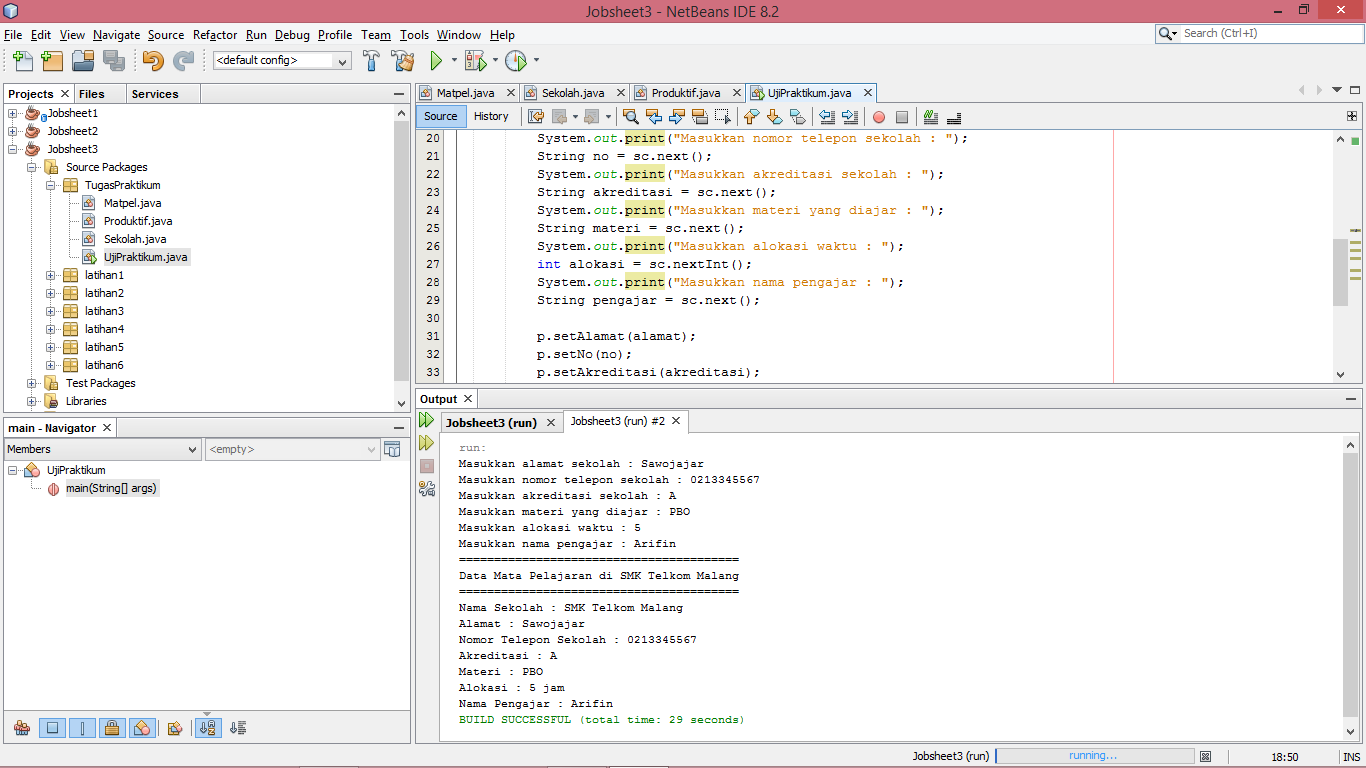 Jobsheet3 - NetBeans IDE 8.2
File Edit View Navigate Source Refactor Run Debug Profile Team Tools Window Help
Search (Ctrl+I)
<default config>
Projects Files Services
Jobsheet1
Jobsheet2
Jobsheet3
Source Packages
TugasPraktikum
Matpel.java
Produktif.java
Sekolah.java
UjiPraktikum.java
latihan1
latihan2
latihan3
latihan4
latihan5
latihan6
Test Packages
Libraries
main - Navigator
Members <empty>
UjiPraktikum
main(String[] args)
Matpel.java Sekolah.java Produktif.java UjiPraktikum.java
Source History
20 System.out.print("Masukkan nomor telepon sekolah : ");
21 String no = sc.next();
22 System.out.print("Masukkan akreditasi sekolah : ");
23 String akreditasi = sc.next();
24 System.out.print("Masukkan materi yang diajar : ");
25 String materi = sc.next();
26 System.out.print("Masukkan alokasi waktu : ");
27 int alokasi = sc.nextInt();
28 System.out.print("Masukkan nama pengajar : ");
29 String pengajar = sc.next();
30
31 p.setAlamat(alamat);
32 p.setNo(no);
33 p.setAkreditasi(akreditasi);
Output
Jobsheet3 (run) Jobsheet3 (run) #2
run:
Masukkan alamat sekolah : Sawojajar
Masukkan nomor telepon sekolah : 0213345567
Masukkan akreditasi sekolah : A
Masukkan materi yang diajar : PBO
Masukkan alokasi waktu : 5
Masukkan nama pengajar : Arifin
========================================
Data Mata Pelajaran di SMK Telkom Malang
========================================
Nama Sekolah : SMK Telkom Malang
Alamat : Sawojajar
Nomor Telepon Sekolah : 0213345567
Akreditasi : A
Materi : PBO
Alokasi : 5 jam
Nama Pengajar : Arifin
BUILD SUCCESSFUL (total time: 29 seconds)
Jobsheet3 (run) running... 18:50 INS